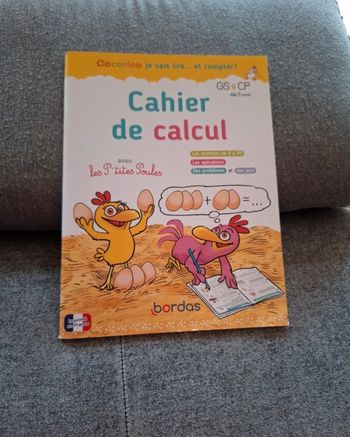 Cocorico je sais lire... et compter!
GS à CP
dès 5 ans
Cahier
de calcul
avec
les P'tites Poules
Les nombres de 0 à 99
Les opérations
Des problèmes et des jeux
+ = ...
bordas